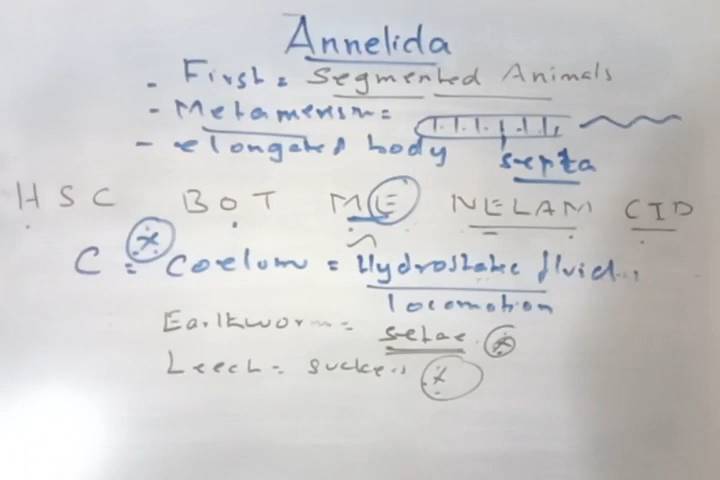 Annelida
- First = Segmented Animals
- Metamerism =
- elongated body septa
HSC BOT ME NELAM CID
C = Coelom = Hydrostatic fluid
locomotion
Earthworm = setae
Leech = suckers